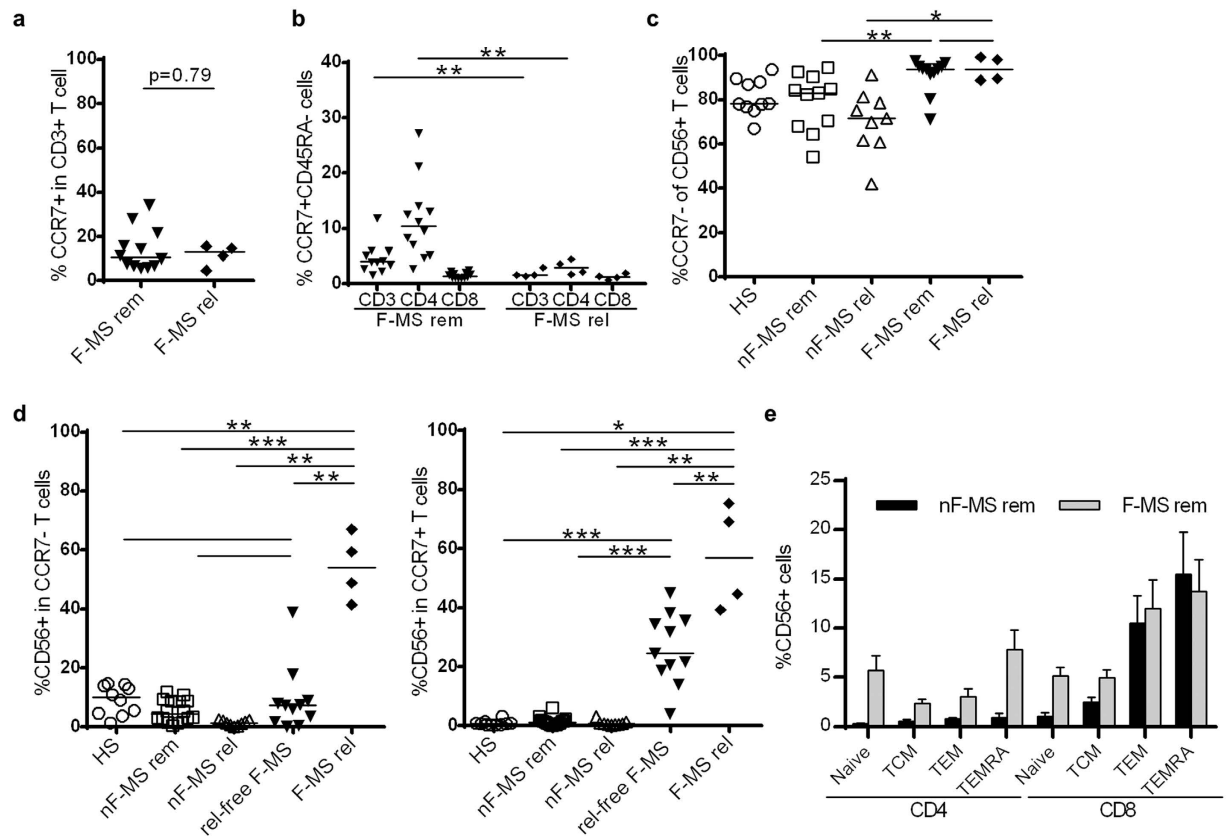 a
% CCR7+ in CD3+ T cell
100
80
60
40
20
0
p=0.79
F-MS rem
F-MS rel
b
% CCR7+CD45RA- cells
40
30
20
10
0
**
**
CD3 CD4 CD8 CD3 CD4 CD8
F-MS rem F-MS rel
c
%CCR7- of CD56+ T cells
100
80
60
40
20
0
*
**
HS
nF-MS rem
nF-MS rel
F-MS rem
F-MS rel
d
%CD56+ in CCR7- T cells
100
80
60
40
20
0
**
***
**
**
HS
nF-MS rem
nF-MS rel
rel-free F-MS
F-MS rel
%CD56+ in CCR7+ T cells
100
80
60
40
20
0
*
***
**
**
***
***
HS
nF-MS rem
nF-MS rel
rel-free F-MS
F-MS rel
e
%CD56+ cells
25
20
15
10
5
0
nF-MS rem F-MS rem
Naive
TCM
TEM
TEMRA
Naive
TCM
TEM
TEMRA
CD4 CD8